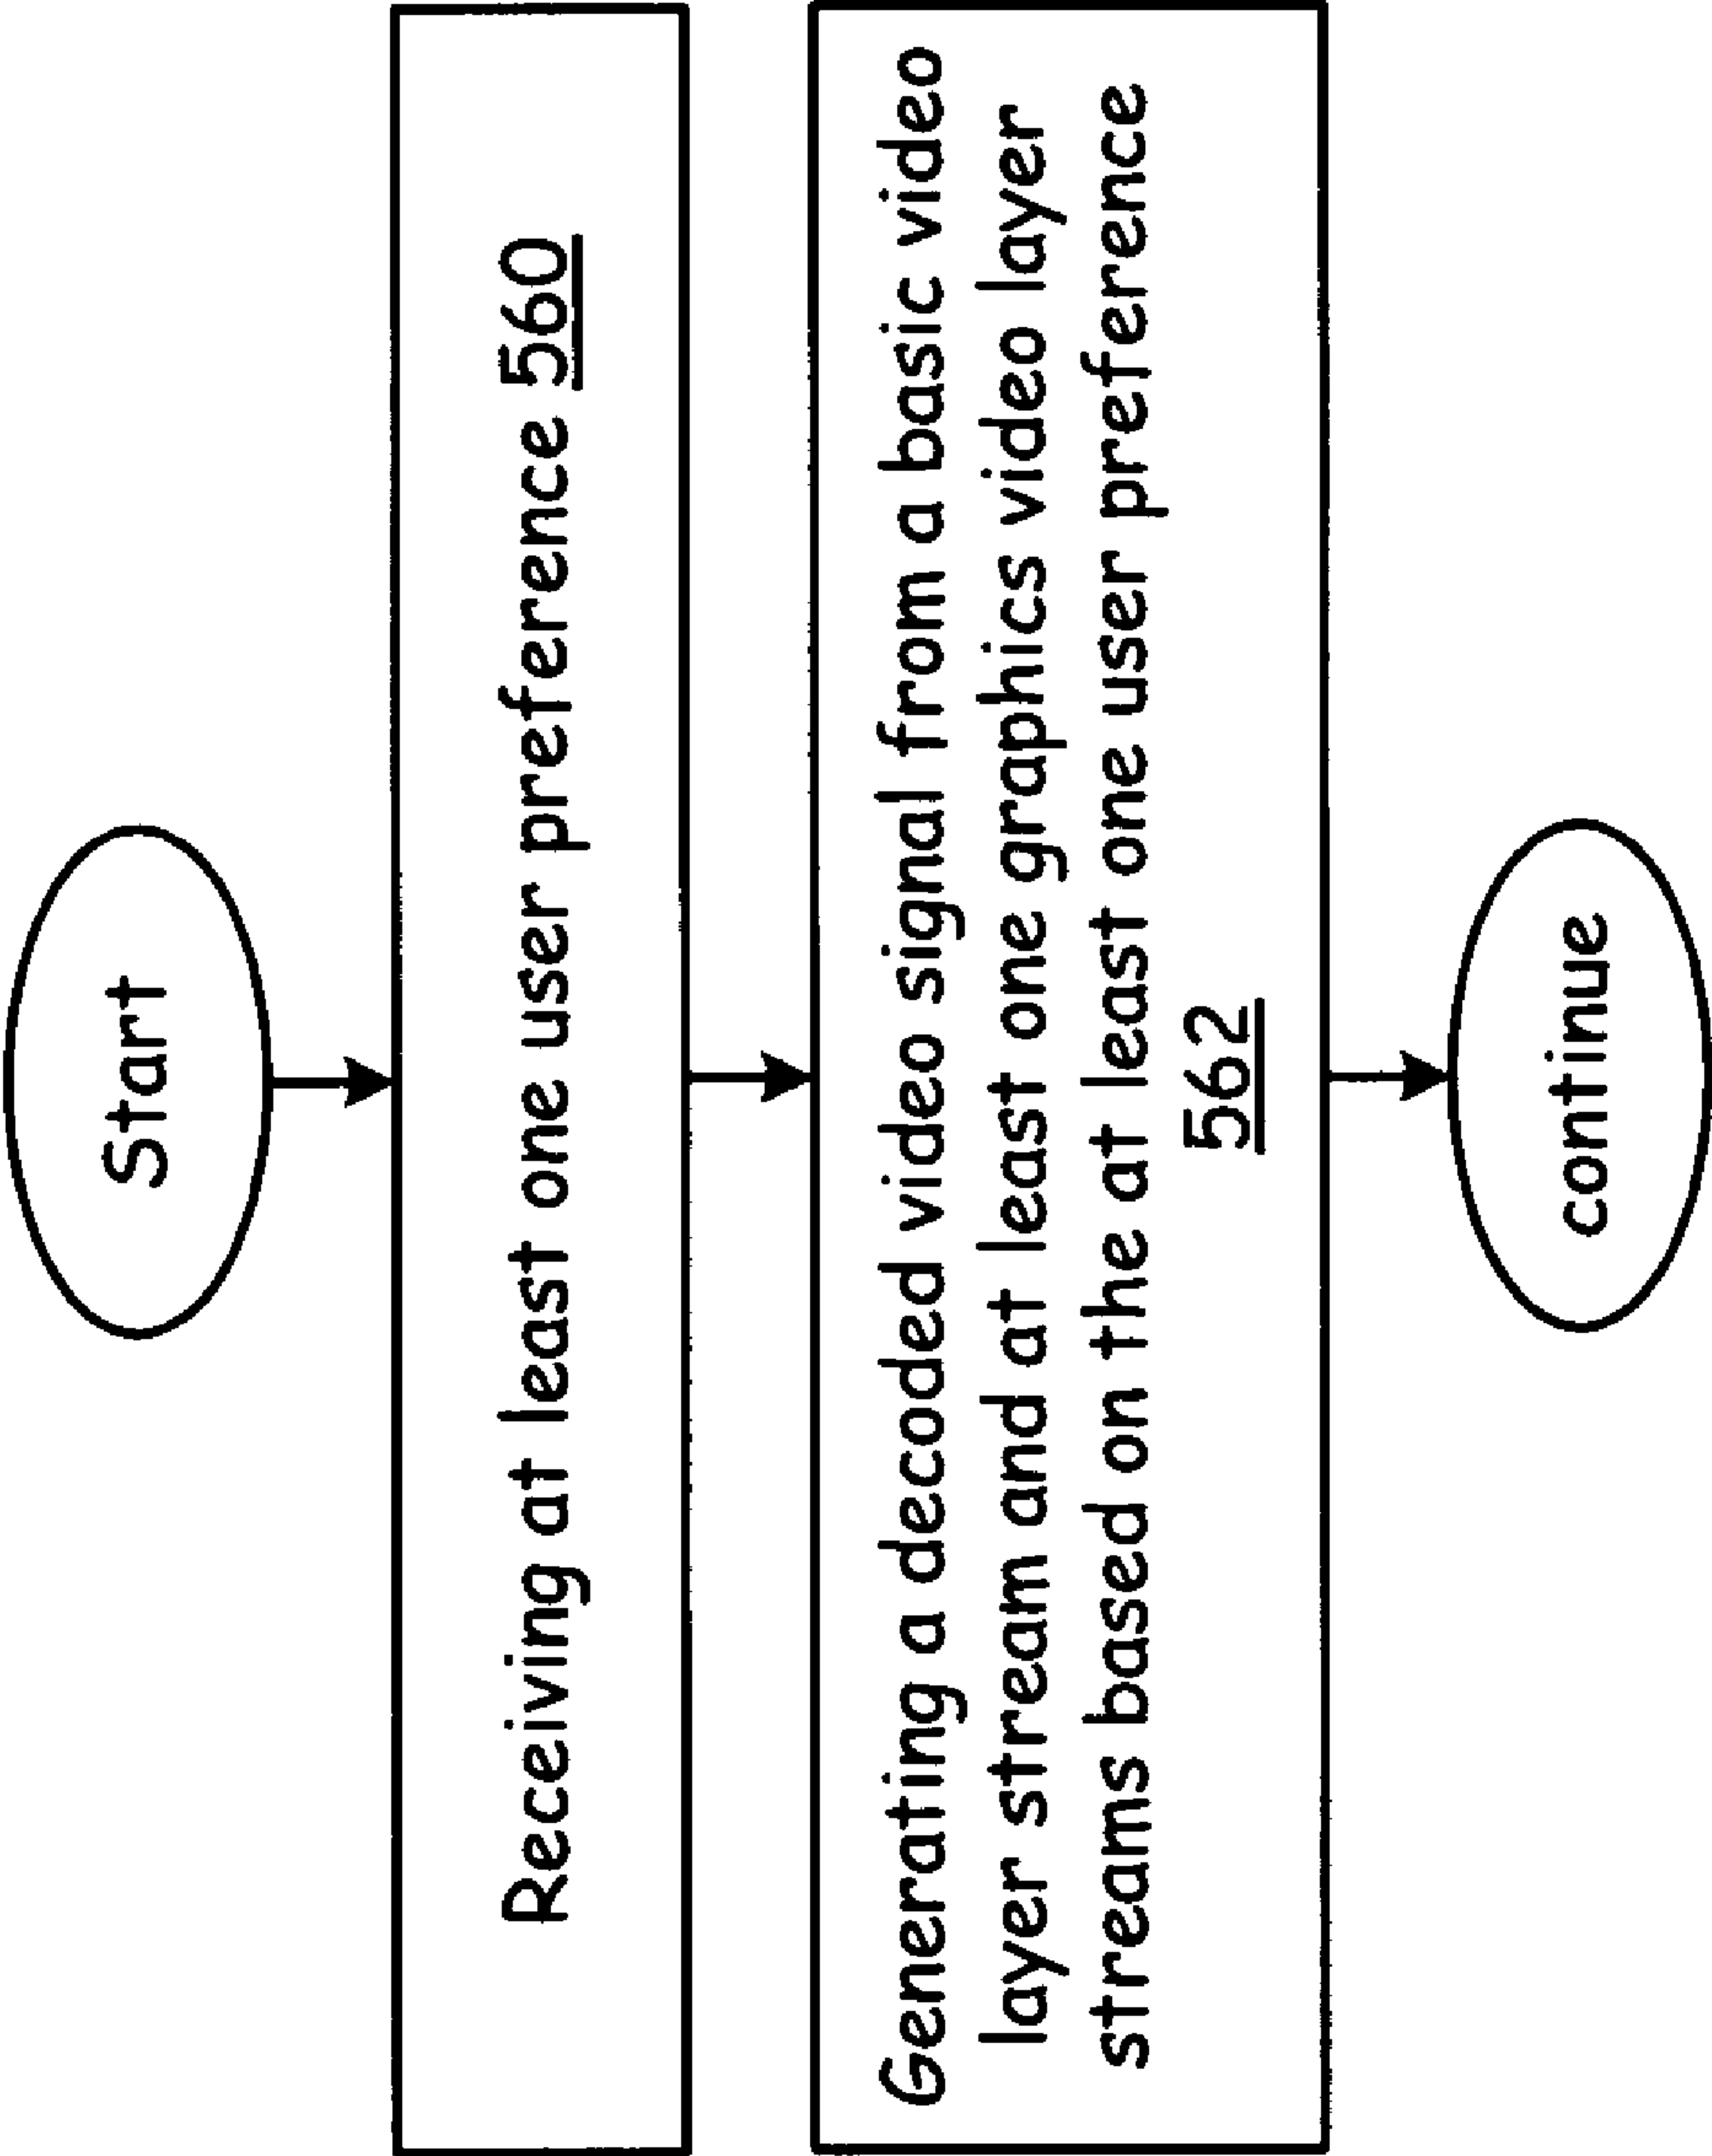 Start
Receiving at least one user preference 560
Generating a decoded video signal from a basic video
layer stream and at least one graphics video layer
streams based on the at least one user preference
562
continue